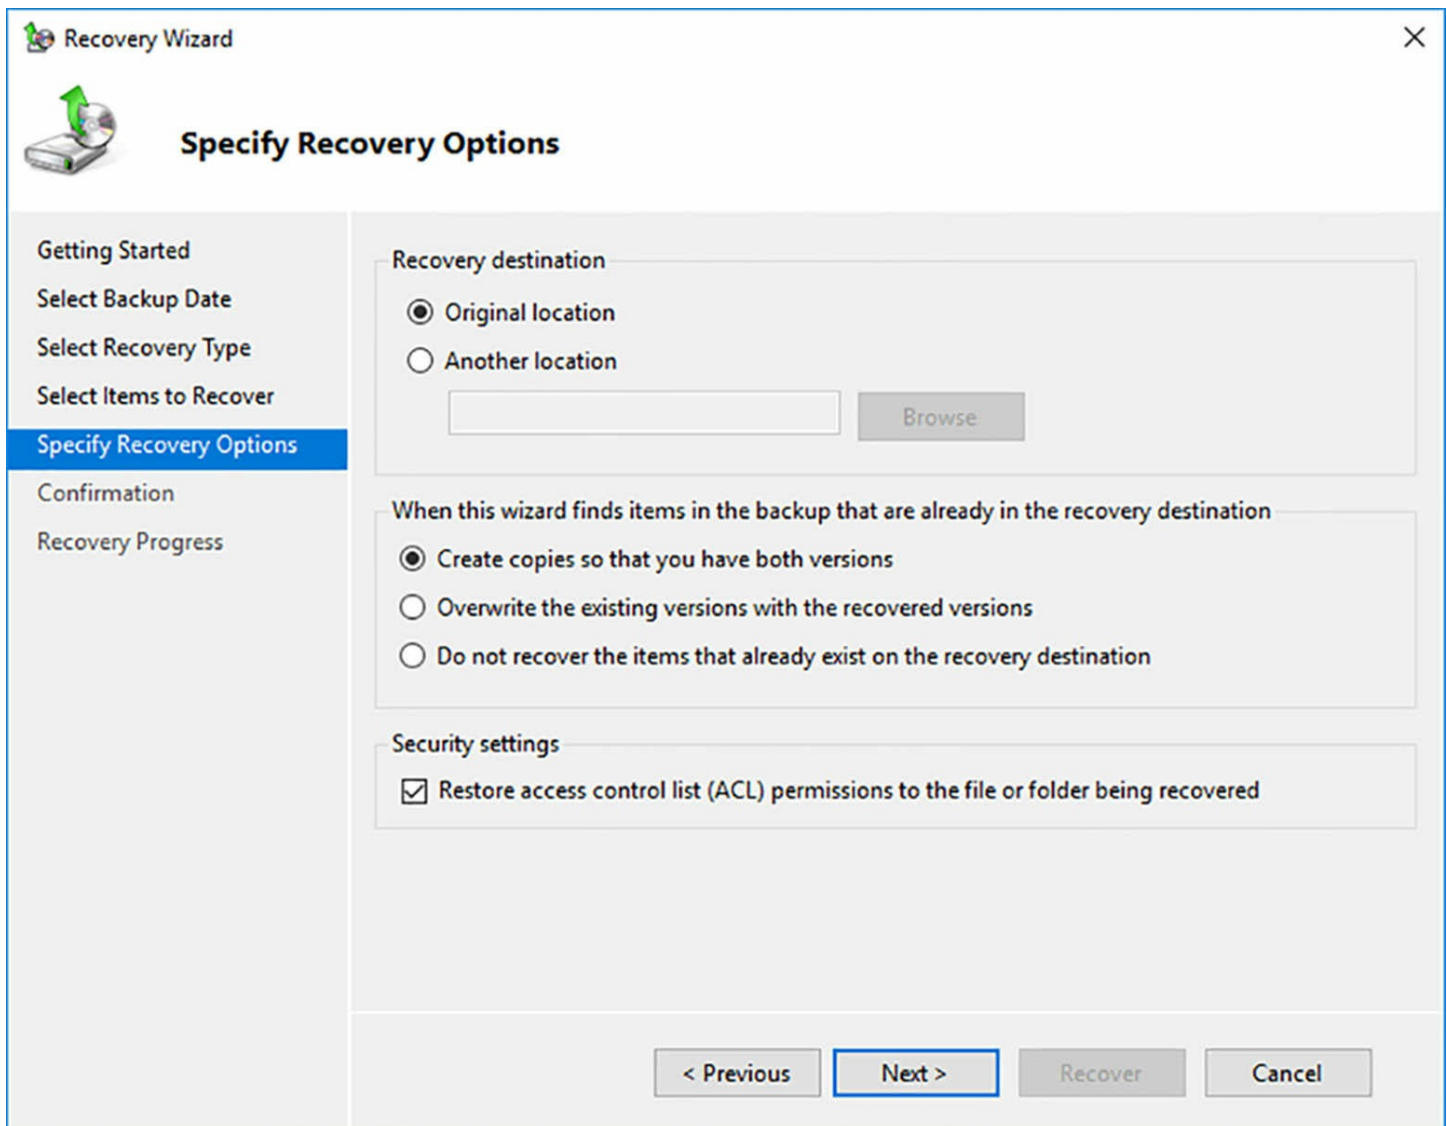 Recovery Wizard
Specify Recovery Options
Getting Started
Select Backup Date
Select Recovery Type
Select Items to Recover
Specify Recovery Options
Confirmation
Recovery Progress
Recovery destination
Original location
Another location
Browse
When this wizard finds items in the backup that are already in the recovery destination
Create copies so that you have both versions
Overwrite the existing versions with the recovered versions
Do not recover the items that already exist on the recovery destination
Security settings
Restore access control list (ACL) permissions to the file or folder being recovered
< Previous
Next >
Recover
Cancel